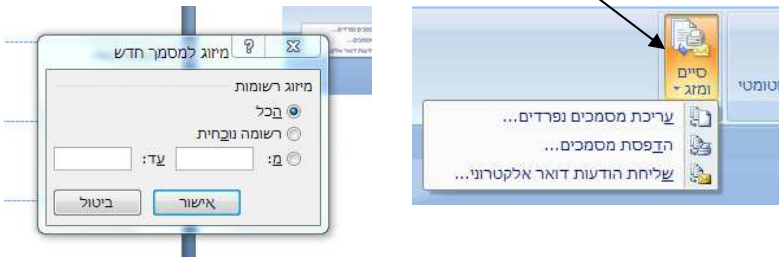 סיים
ומזג
עריכת מסמכים נפרדים...
הדפסת מסמכים...
שליחת הודעות דואר אלקטרוני...
מיזוג למסמך חדש
מיזוג רשומות
הכל
רשומה נוכחית
מ:
עד:
אישור
ביטול